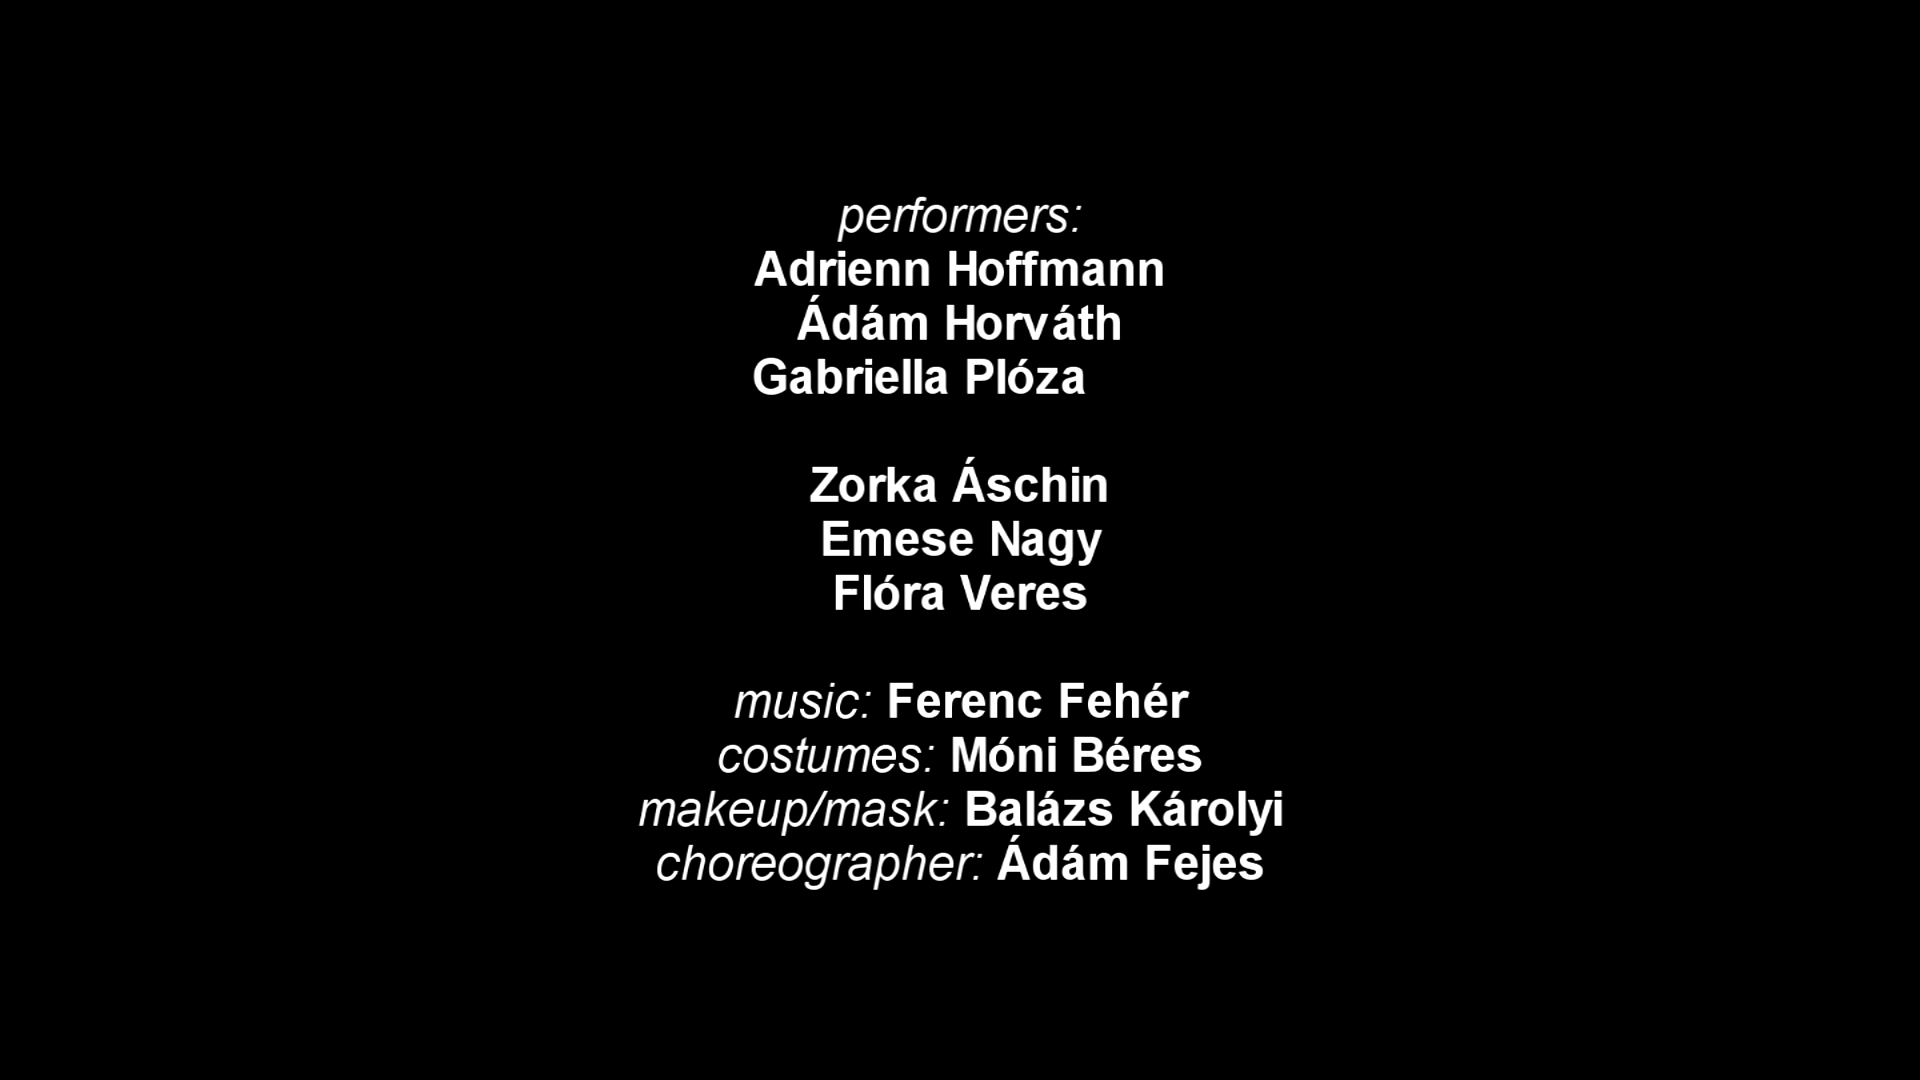 performers:
Adrienn Hoffmann
Ádám Horváth
Gabriella Plóza
Zorka Áschin
Emese Nagy
Flóra Veres
music: Ferenc Fehér
costumes: Móni Béres
makeup/mask: Balázs Károlyi
choreographer: Ádám Fejes